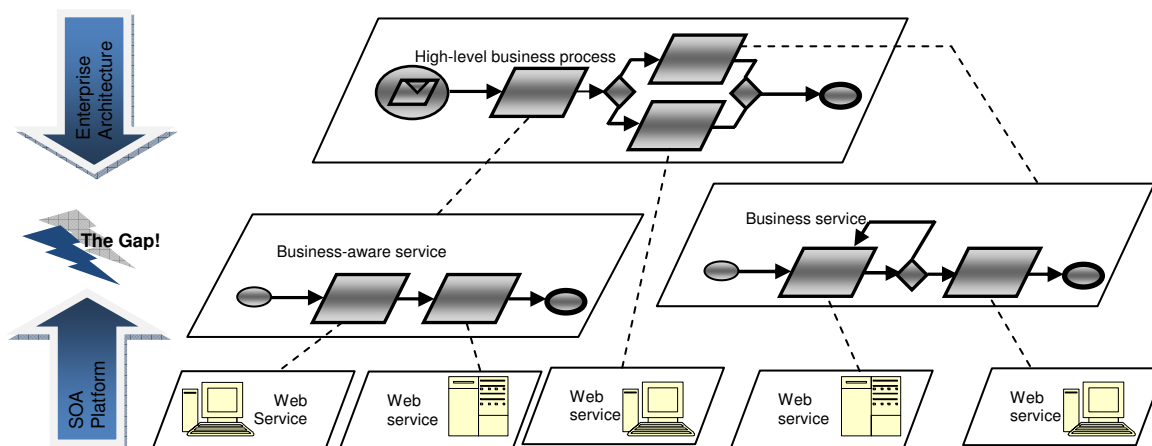 Enterprise
Architecture
High-level business process
The Gap!
Business-aware service
Business service
SOA
Platform
Web
Service
Web
service
Web
service
Web
service
Web
service